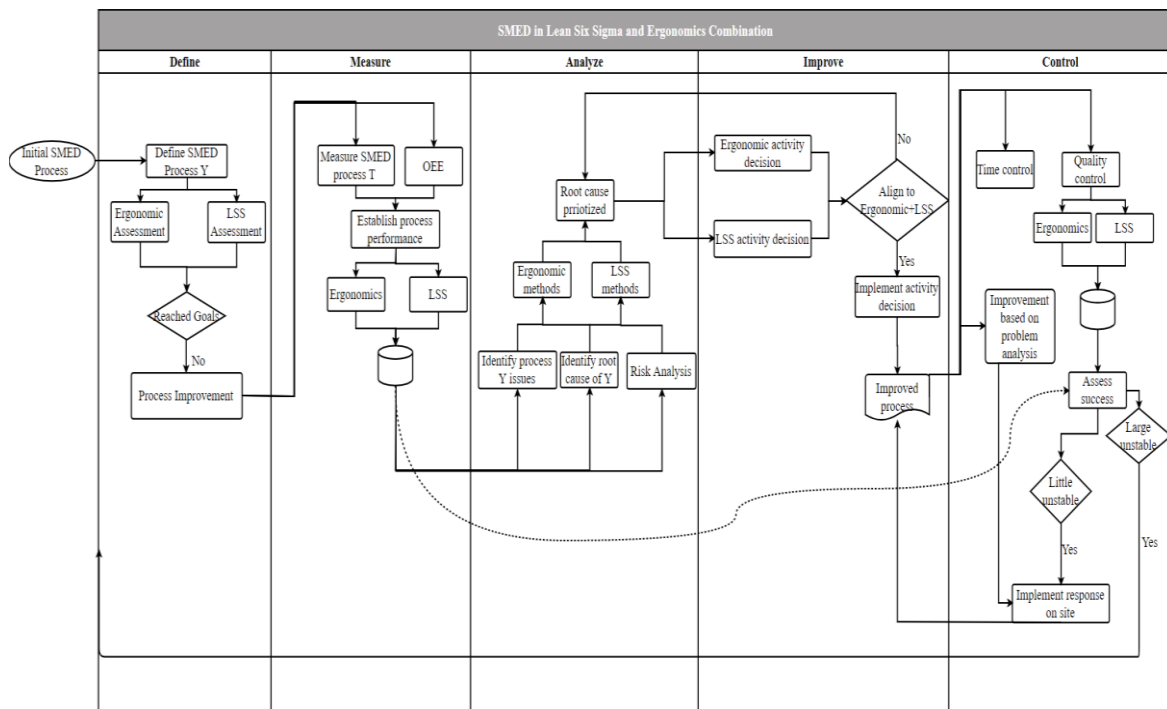 SMED in Lean Six Sigma and Ergonomics Combination
Define
Measure
Analyze
Improve
Control
Initial SMED
Process
Define SMED
Process Y
Ergonomic
Assessment
LSS
Assessment
Reached Goals
No
Process Improvement
Measure SMED
process T
OEE
Establish process
performance
Ergonomics
LSS
Root cause
prriotized
Ergonomic
methods
LSS
methods
Identify process
Y issues
Identify root
cause of Y
Risk Analysis
Ergonomic activity
decision
LSS activity decision
No
Align to
Ergonomic+LSS
Yes
Implement activity
decision
Improved
process
Time control
Quality
control
Ergonomics
LSS
Improvement
based on
problem
analysis
Assess
success
Large
unstable
Little
unstable
Yes
Yes
Implement response
on site